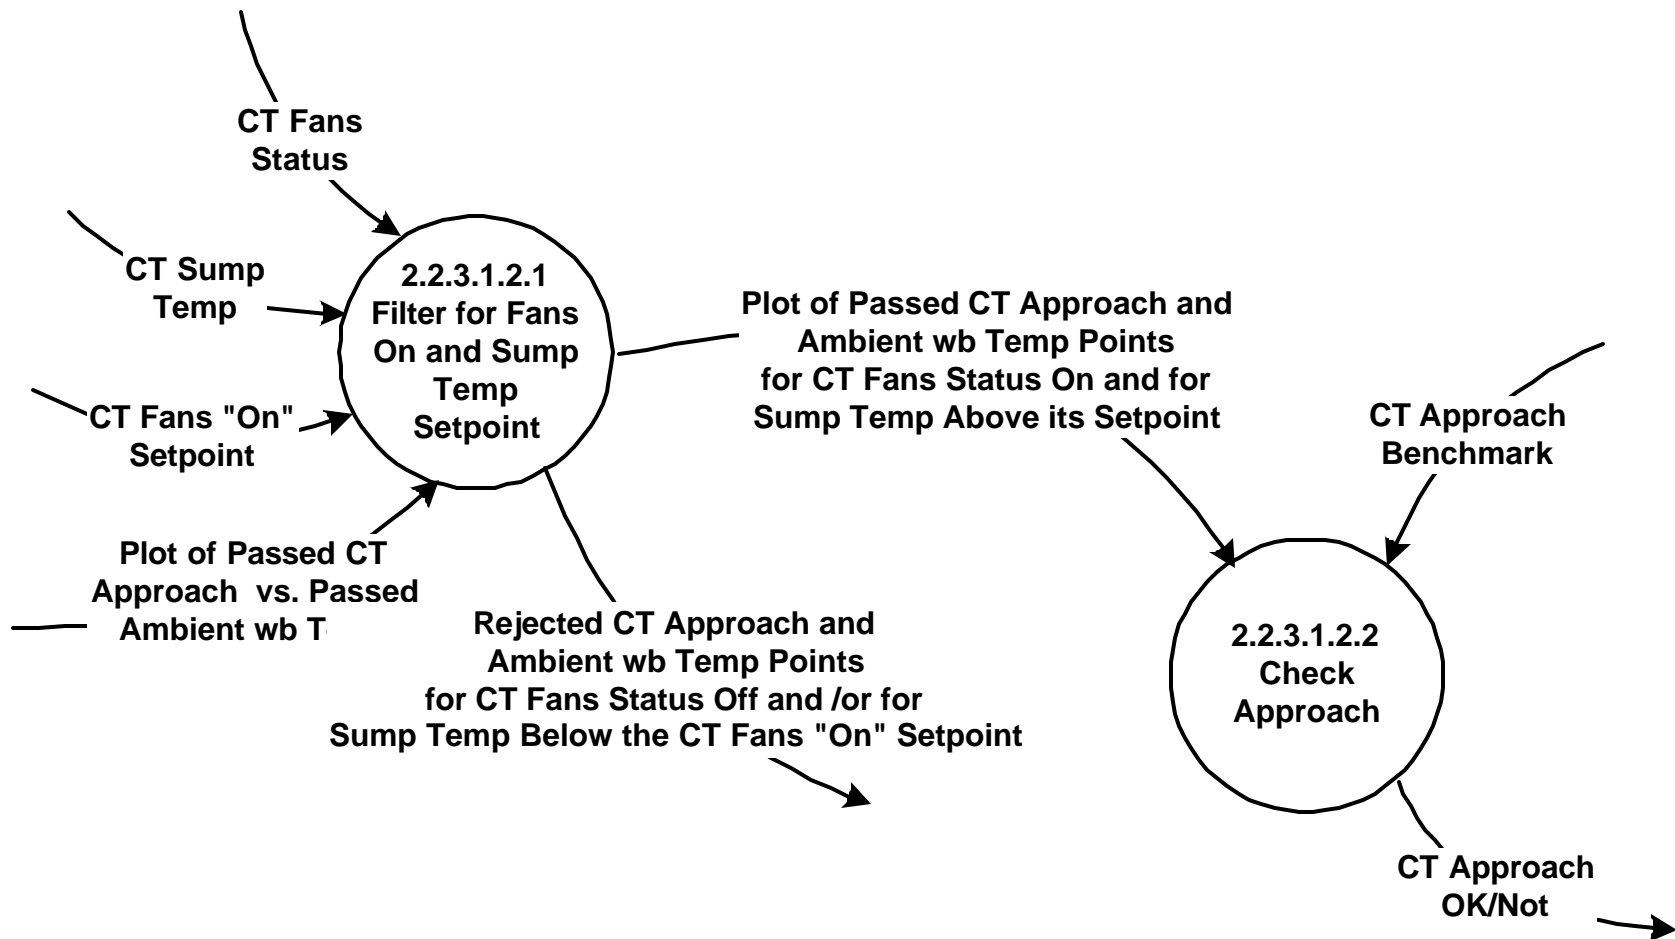 CT Fans
Status
CT Sump
Temp
CT Fans "On"
Setpoint
Plot of Passed CT
Approach vs. Passed
Ambient wb T
2.2.3.1.2.1
Filter for Fans
On and Sump
Temp
Setpoint
Plot of Passed CT Approach and
Ambient wb Temp Points
for CT Fans Status On and for
Sump Temp Above its Setpoint
Rejected CT Approach and
Ambient wb Temp Points
for CT Fans Status Off and /or for
Sump Temp Below the CT Fans "On" Setpoint
CT Approach
Benchmark
2.2.3.1.2.2
Check
Approach
CT Approach
OK/Not